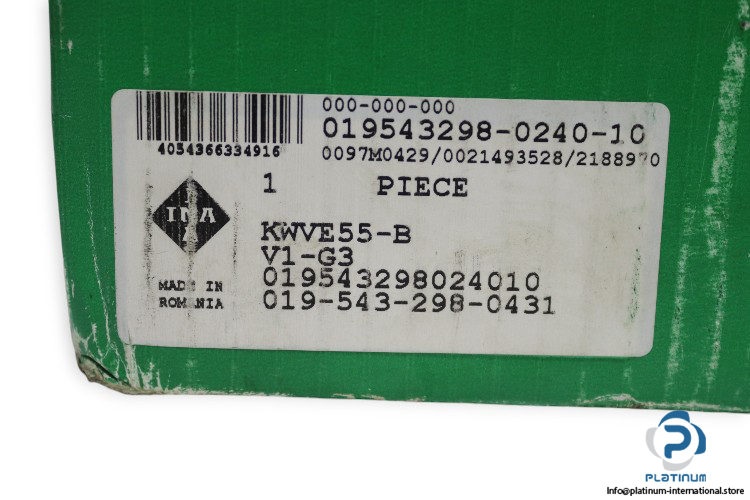 000-000-000
019543298-0240-10
4054366334916
0097M0429/0021493528/2188970
1 PIECE
INA
KWVE55-B
V1-G3
MADE IN
ROMANIA
019543298024010
019-543-298-0431
PLATINUM
Info@platinum-international.store